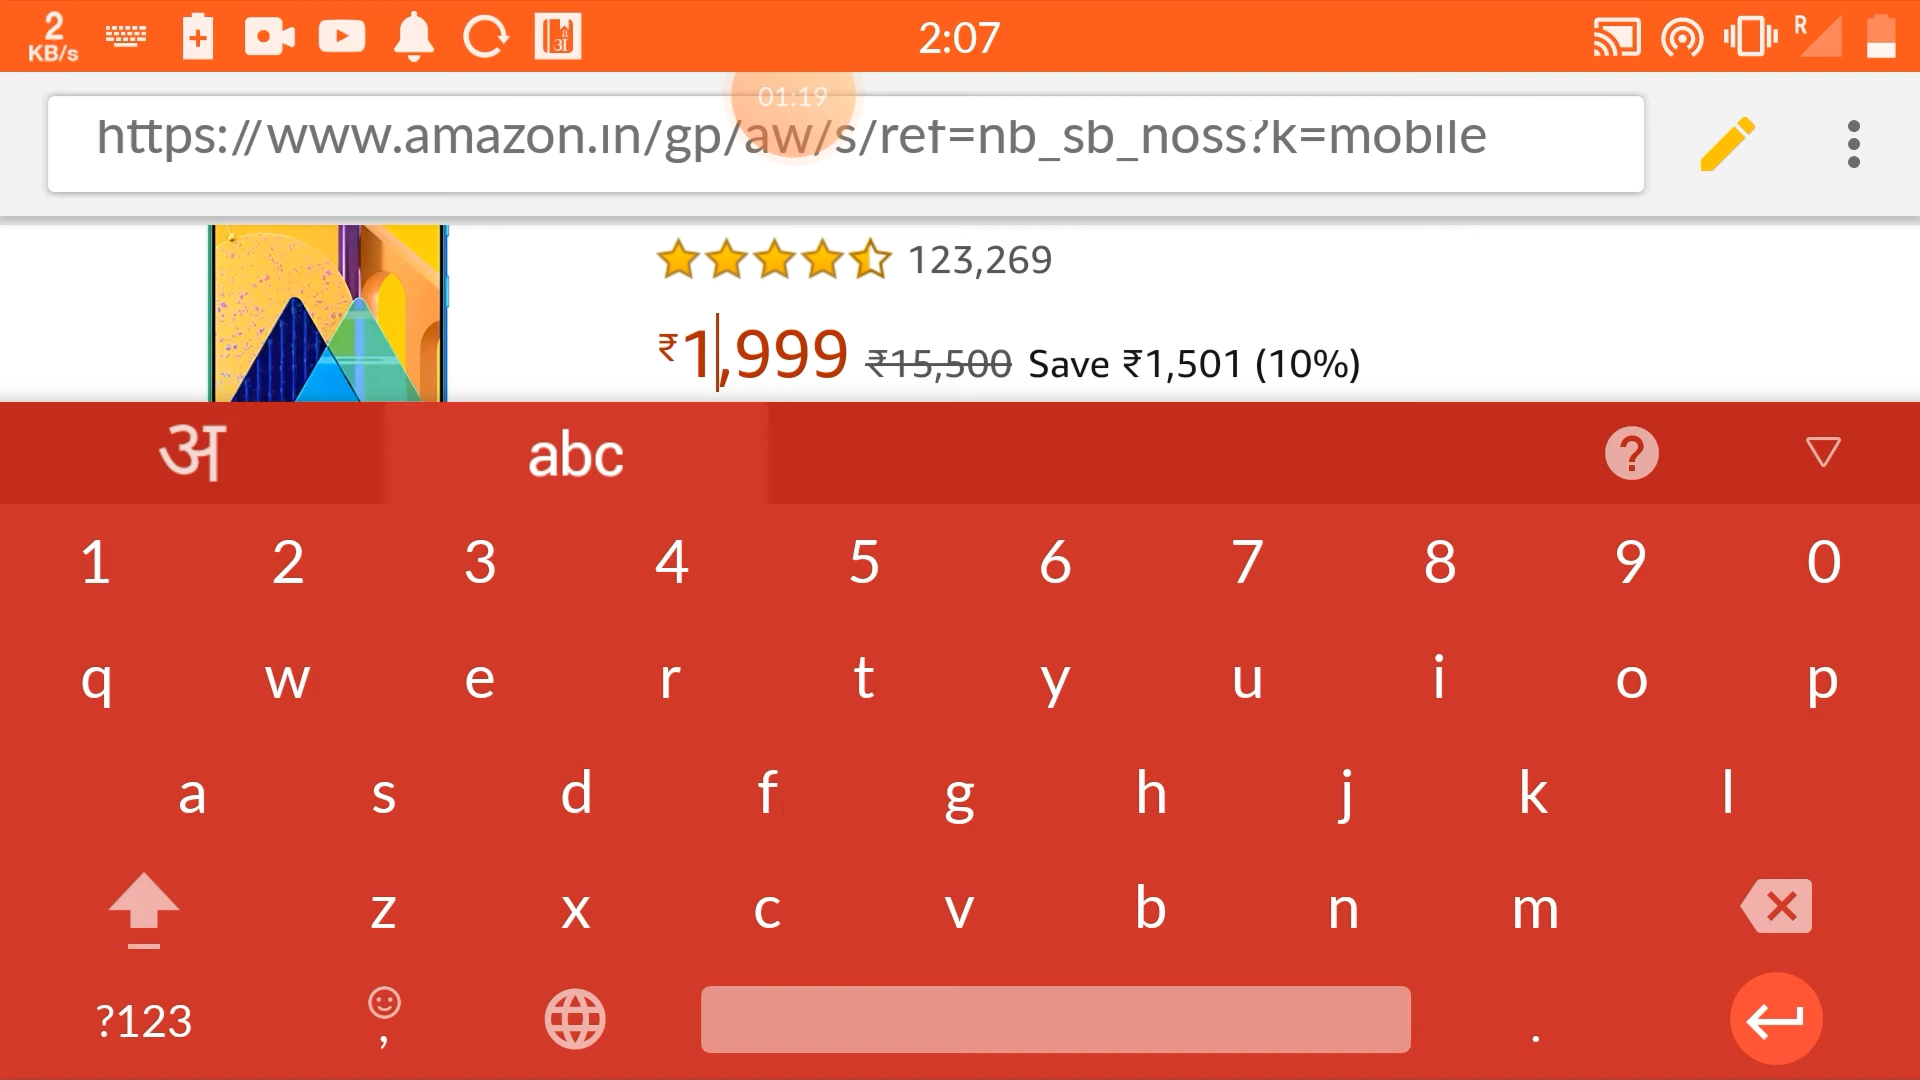 2
KB/s
2:07
R
01:19
https://www.amazon.in/gp/aw/s/ref=nb_sb_noss?k=mobile
123,269
₹1,999 ₹15,500 Save ₹1,501 (10%)
अ abc ?
1 2 3 4 5 6 7 8 9 0
q w e r t y u i o p
a s d f g h j k l
z x c v b n m
?123 , .